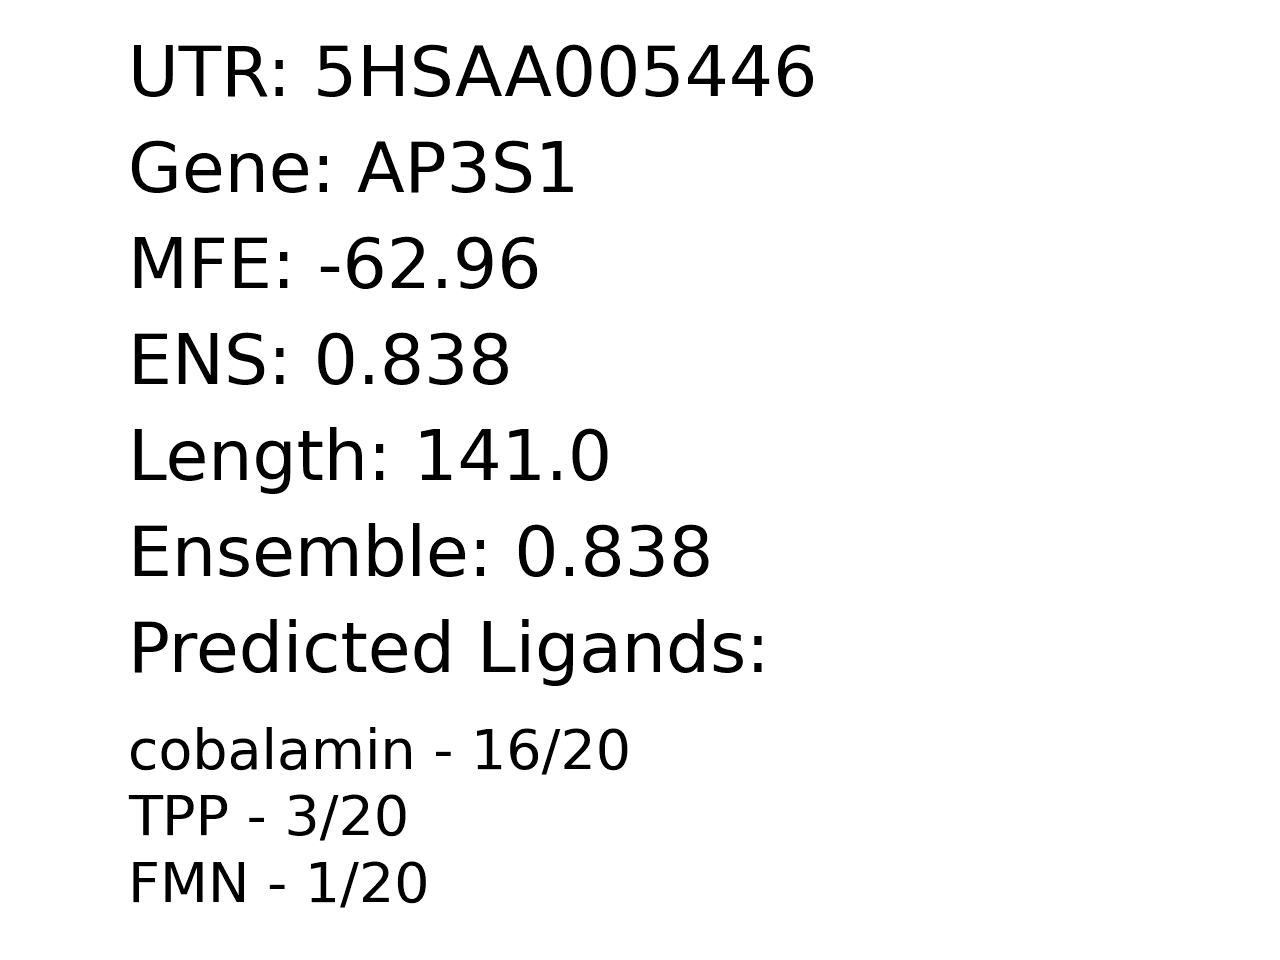 UTR: 5HSAA005446
Gene: AP3S1
MFE: -62.96
ENS: 0.838
Length: 141.0
Ensemble: 0.838
Predicted Ligands:
cobalamin - 16/20
TPP - 3/20
FMN - 1/20